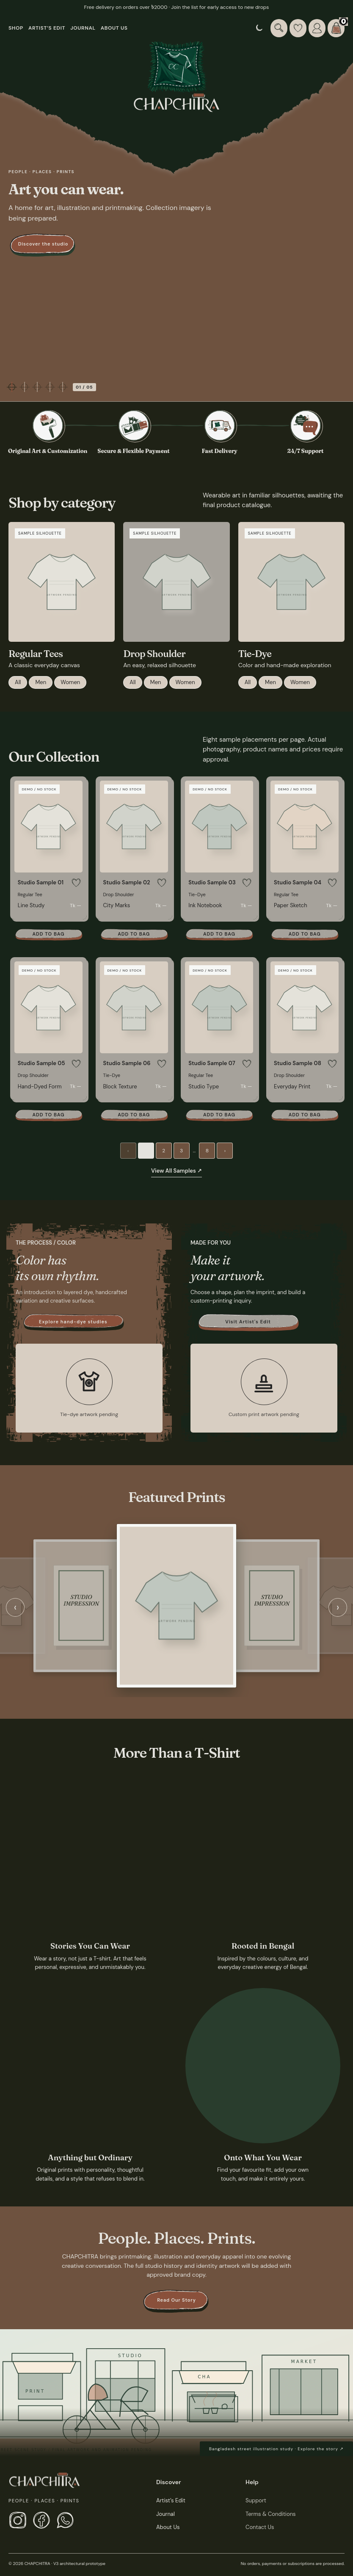 Free delivery on orders over ৳2000 · Join the list for early access to new drops
SHOP ARTIST'S EDIT JOURNAL ABOUT US
0
CHAPCHITRA
PEOPLE · PLACES · PRINTS
Art you can wear.
A home for art, illustration and printmaking. Collection imagery is
being prepared.
Discover the studio
01 / 05
Original Art & Customization Secure & Flexible Payment Fast Delivery 24/7 Support
Shop by category
Wearable art in familiar silhouettes, awaiting the
final product catalogue.
SAMPLE SILHOUETTE SAMPLE SILHOUETTE SAMPLE SILHOUETTE
Regular Tees Drop Shoulder Tie-Dye
A classic everyday canvas An easy, relaxed silhouette Color and hand-made exploration
All Men Women All Men Women All Men Women
Our Collection
Eight sample placements per page. Actual
photography, product names and prices require
approval.
DEMO / NO STOCK DEMO / NO STOCK DEMO / NO STOCK DEMO / NO STOCK
Studio Sample 01 Studio Sample 02 Studio Sample 03 Studio Sample 04
Regular Tee Drop Shoulder Tie-Dye Regular Tee
Line Study Tk — City Marks Tk — Ink Notebook Tk — Paper Sketch Tk —
ADD TO BAG ADD TO BAG ADD TO BAG ADD TO BAG
DEMO / NO STOCK DEMO / NO STOCK DEMO / NO STOCK DEMO / NO STOCK
Studio Sample 05 Studio Sample 06 Studio Sample 07 Studio Sample 08
Drop Shoulder Tie-Dye Regular Tee Drop Shoulder
Hand-Dyed Form Tk — Block Texture Tk — Studio Type Tk — Everyday Print Tk —
ADD TO BAG ADD TO BAG ADD TO BAG ADD TO BAG
2 3 … 8 ›
View All Samples ↗
THE PROCESS / COLOR
Color has
its own rhythm.
An introduction to layered dye, handcrafted
variation and creative surfaces.
Explore hand-dye studies
Tie-dye artwork pending
MADE FOR YOU
Make it
your artwork.
Choose a shape, plan the imprint, and build a
custom-printing inquiry.
Visit Artist's Edit
Custom print artwork pending
Featured Prints
STUDIO
IMPRESSION
STUDIO
IMPRESSION
‹ ›
More Than a T-Shirt
Stories You Can Wear
Wear a story, not just a T-shirt. Art that feels
personal, expressive, and unmistakably you.
Rooted in Bengal
Inspired by the colours, culture, and
everyday creative energy of Bengal.
Anything but Ordinary
Original prints with personality, thoughtful
details, and a style that refuses to blend in.
Onto What You Wear
Find your favourite fit, add your own
touch, and make it entirely yours.
People. Places. Prints.
CHAPCHITRA brings printmaking, illustration and everyday apparel into one evolving
creative conversation. The full studio history and identity artwork will be added with
approved brand copy.
Read Our Story
PRINT STUDIO CHA MARKET
Bangladesh street illustration study · Explore the story ↗
CHAPCHITRA
PEOPLE · PLACES · PRINTS
Discover
Artist's Edit
Journal
About Us
Help
Support
Terms & Conditions
Contact Us
© 2026 CHAPCHITRA · V3 architectural prototype
No orders, payments or subscriptions are processed.